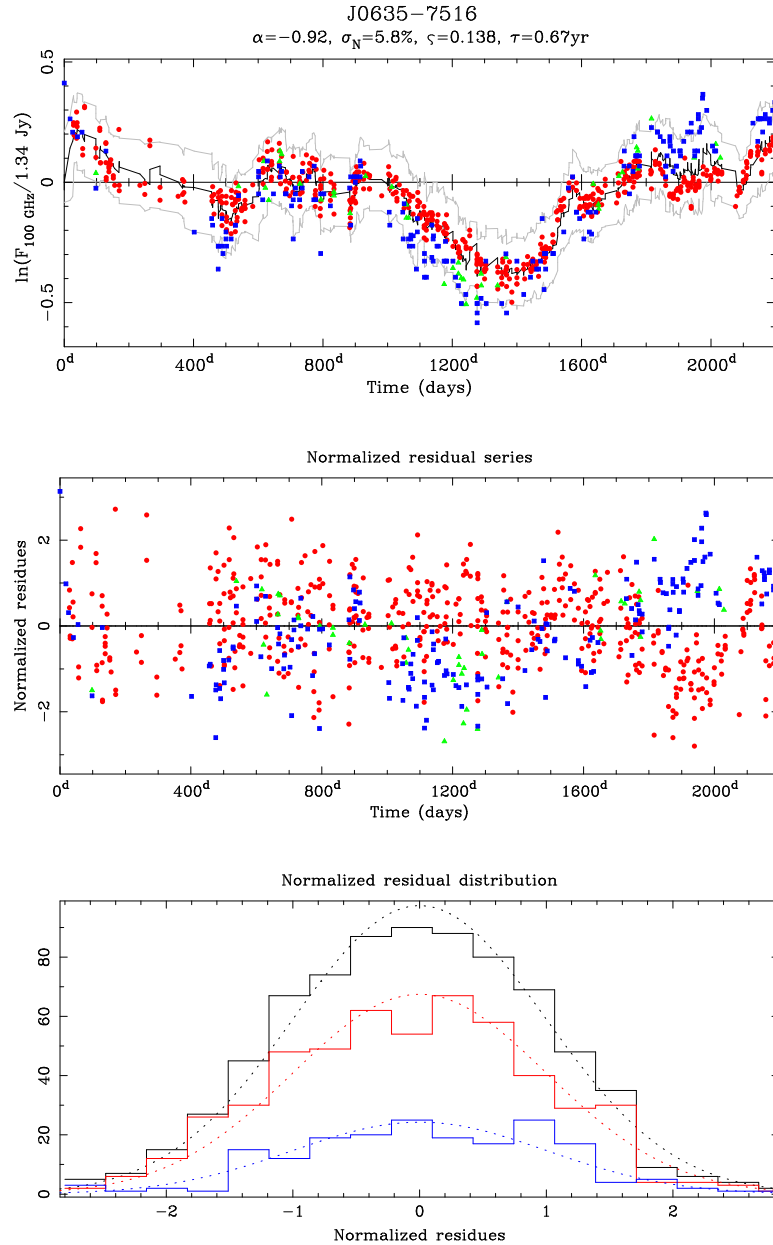 J0635-7516
α=-0.92, σN=5.8%, ς=0.138, τ=0.67yr
ln(F100 GHz/1.34 Jy)
0.5
0
-0.5
0d 400d 800d 1200d 1600d 2000d
Time (days)
Normalized residual series
Normalized residues
2
0
-2
0d 400d 800d 1200d 1600d 2000d
Time (days)
Normalized residual distribution
80
60
40
20
0
-2 -1 0 1 2
Normalized residues